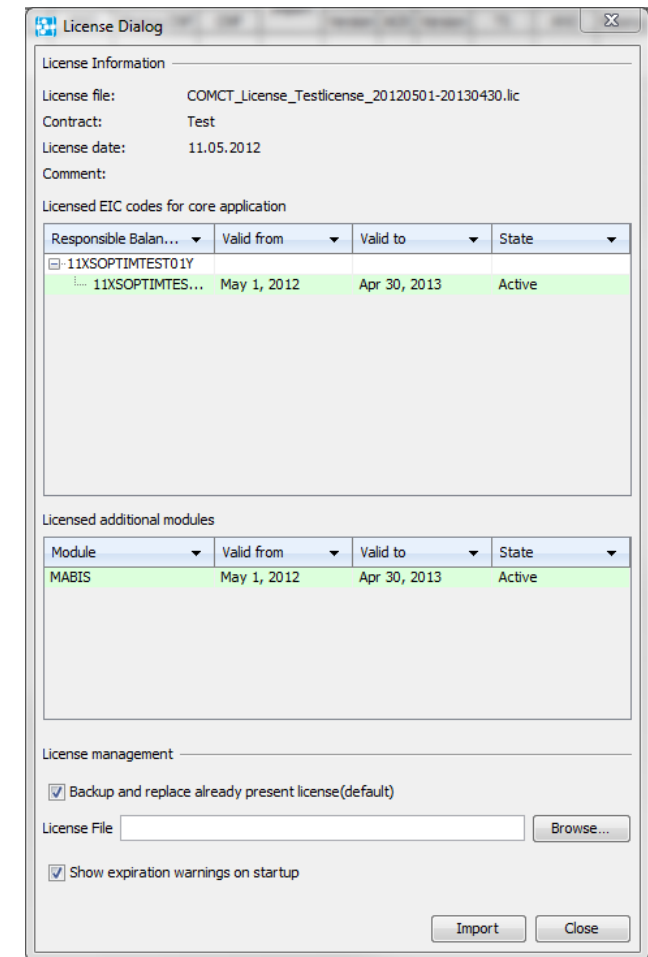 License Dialog
License Information
License file: COMCT_License_Testlicense_20120501-20130430.lic
Contract: Test
License date: 11.05.2012
Comment:
Licensed EIC codes for core application
Responsible Balan... Valid from Valid to State
11XSOPTIMTEST01Y
11XSOPTIMTES... May 1, 2012 Apr 30, 2013 Active
Licensed additional modules
Module Valid from Valid to State
MABIS May 1, 2012 Apr 30, 2013 Active
License management
Backup and replace already present license(default)
License File Browse...
Show expiration warnings on startup
Import Close